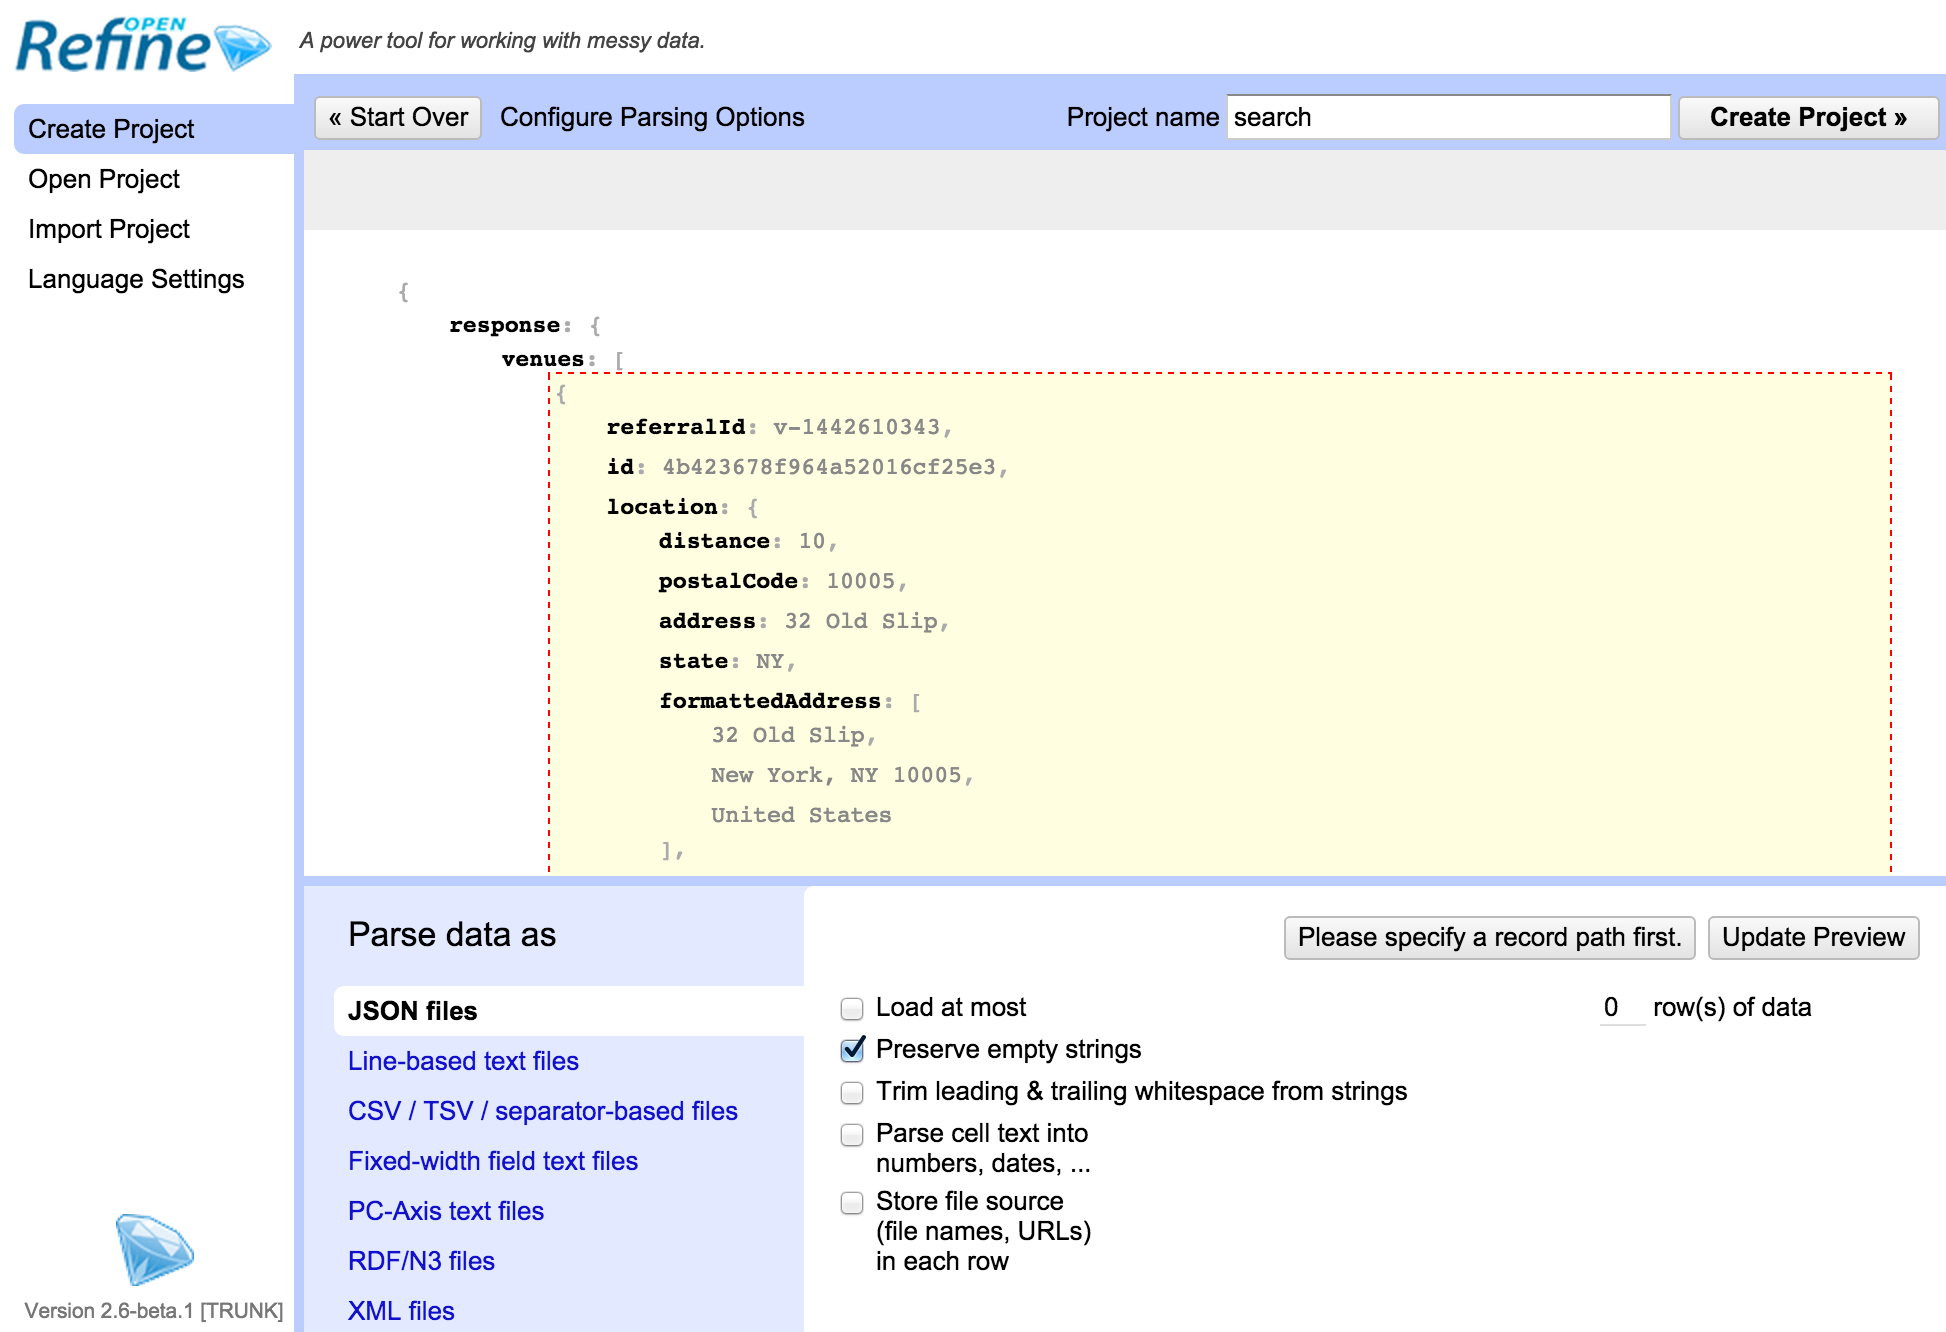 OPEN
Refine
A power tool for working with messy data.
Create Project
Open Project
Import Project
Language Settings
« Start Over
Configure Parsing Options
Project name
search
Create Project »
{
response: {
venues: [
{
referralId: v-1442610343,
id: 4b423678f964a52016cf25e3,
location: {
distance: 10,
postalCode: 10005,
address: 32 Old Slip,
state: NY,
formattedAddress: [
32 Old Slip,
New York, NY 10005,
United States
],
Parse data as
JSON files
Line-based text files
CSV / TSV / separator-based files
Fixed-width field text files
PC-Axis text files
RDF/N3 files
XML files
Please specify a record path first.
Update Preview
Load at most
0 row(s) of data
Preserve empty strings
Trim leading & trailing whitespace from strings
Parse cell text into
numbers, dates, ...
Store file source
(file names, URLs)
in each row
Version 2.6-beta.1 [TRUNK]